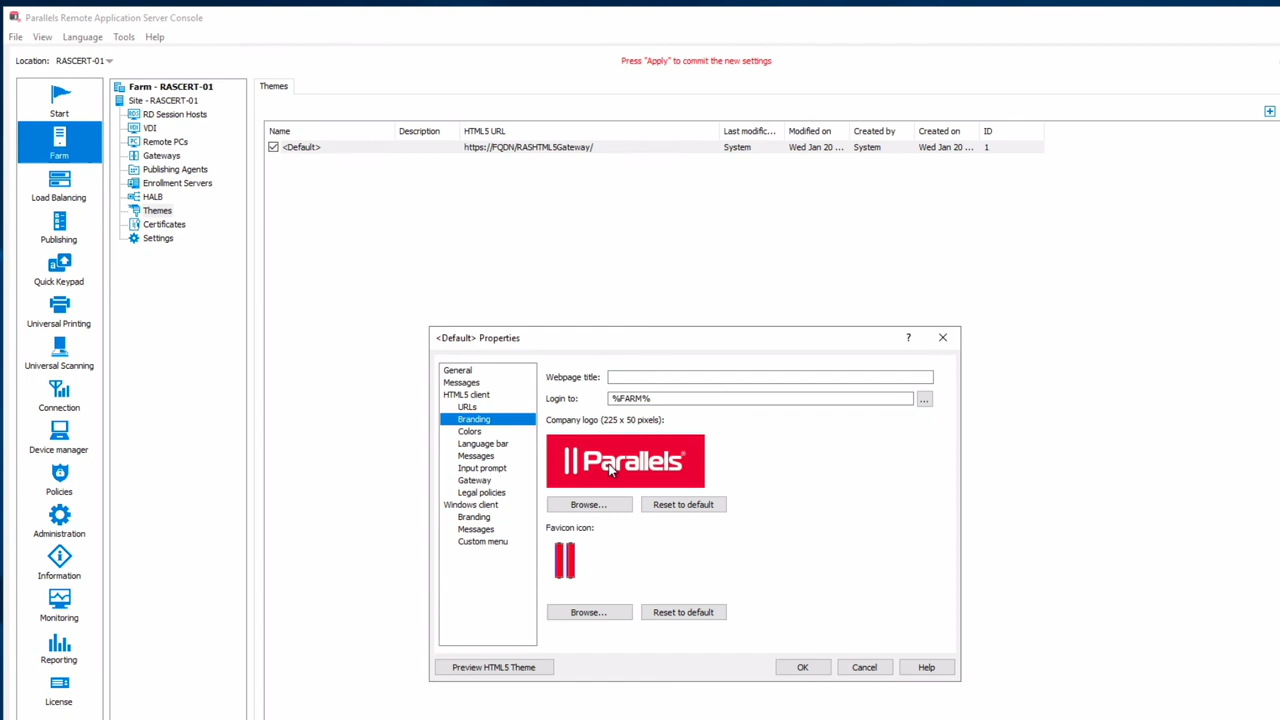 Parallels Remote Application Server Console
File View Language Tools Help
Location: RASCERT-01
Press "Apply" to commit the new settings
Start
Farm
Load Balancing
Publishing
Quick Keypad
Universal Printing
Universal Scanning
Connection
Device manager
Policies
Administration
Information
Monitoring
Reporting
License
Farm - RASCERT-01
Site - RASCERT-01
RD Session Hosts
VDI
Remote PCs
Gateways
Publishing Agents
Enrollment Servers
HALB
Themes
Certificates
Settings
Themes
Name Description HTML5 URL Last modific... Modified on Created by Created on ID
<Default> https://FQDN/RASHTML5Gateway/ System Wed Jan 20 ... System Wed Jan 20 ... 1
<Default> Properties
General
Messages
HTML5 client
URLs
Branding
Colors
Language bar
Messages
Input prompt
Gateway
Legal policies
Windows client
Branding
Messages
Custom menu
Webpage title:
Login to: %FARM% ...
Company logo (225 x 50 pixels):
Parallels®
Browse... Reset to default
Favicon icon:
Browse... Reset to default
Preview HTML5 Theme OK Cancel Help